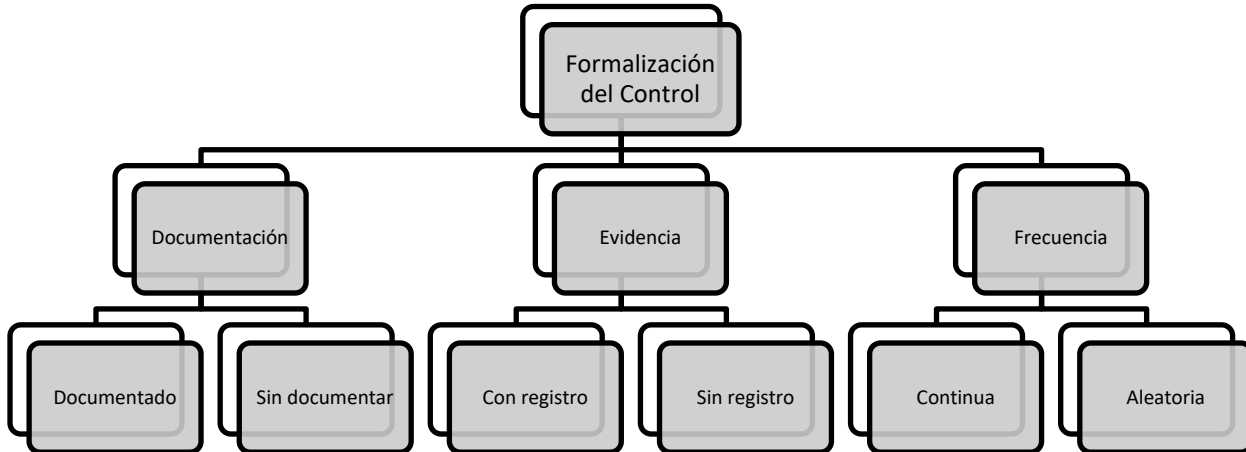 Formalización
del Control
Documentación
Evidencia
Frecuencia
Documentado
Sin documentar
Con registro
Sin registro
Continua
Aleatoria